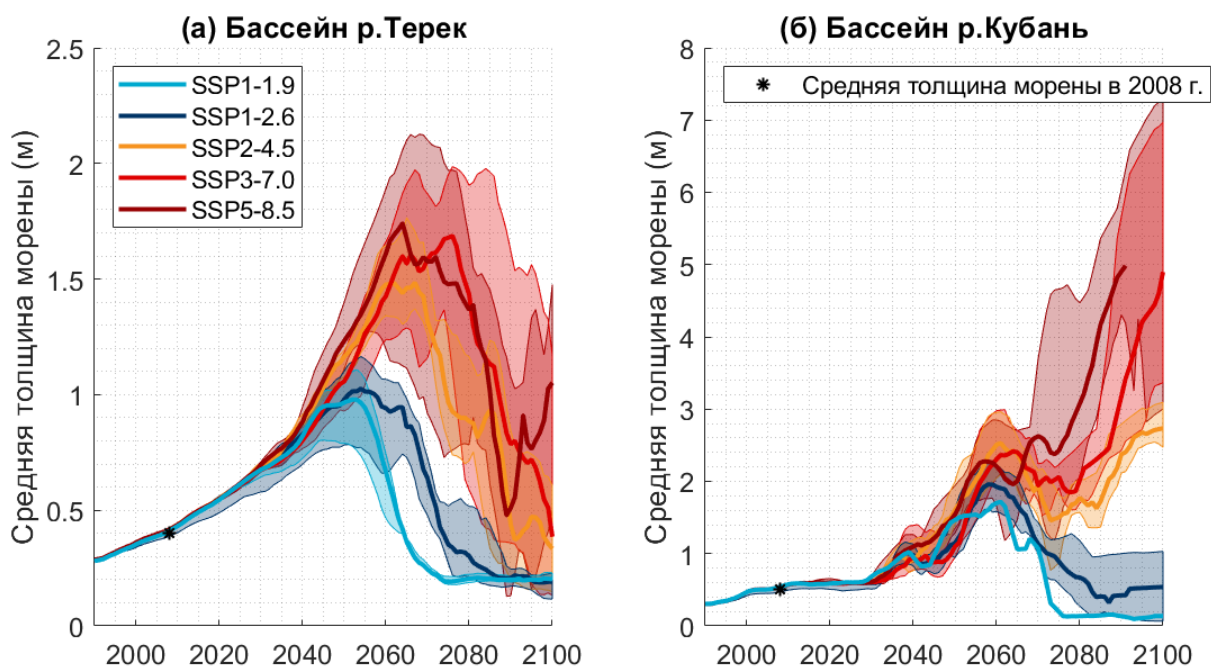 (а) Бассейн р.Терек
2.5
2
1.5
1
0.5
0
Средняя толщина морены (м)
SSP1-1.9
SSP1-2.6
SSP2-4.5
SSP3-7.0
SSP5-8.5
2000 2020 2040 2060 2080 2100
(б) Бассейн р.Кубань
8
7
6
5
4
3
2
1
0
Средняя толщина морены (м)
Средняя толщина морены в 2008 г.
2000 2020 2040 2060 2080 2100